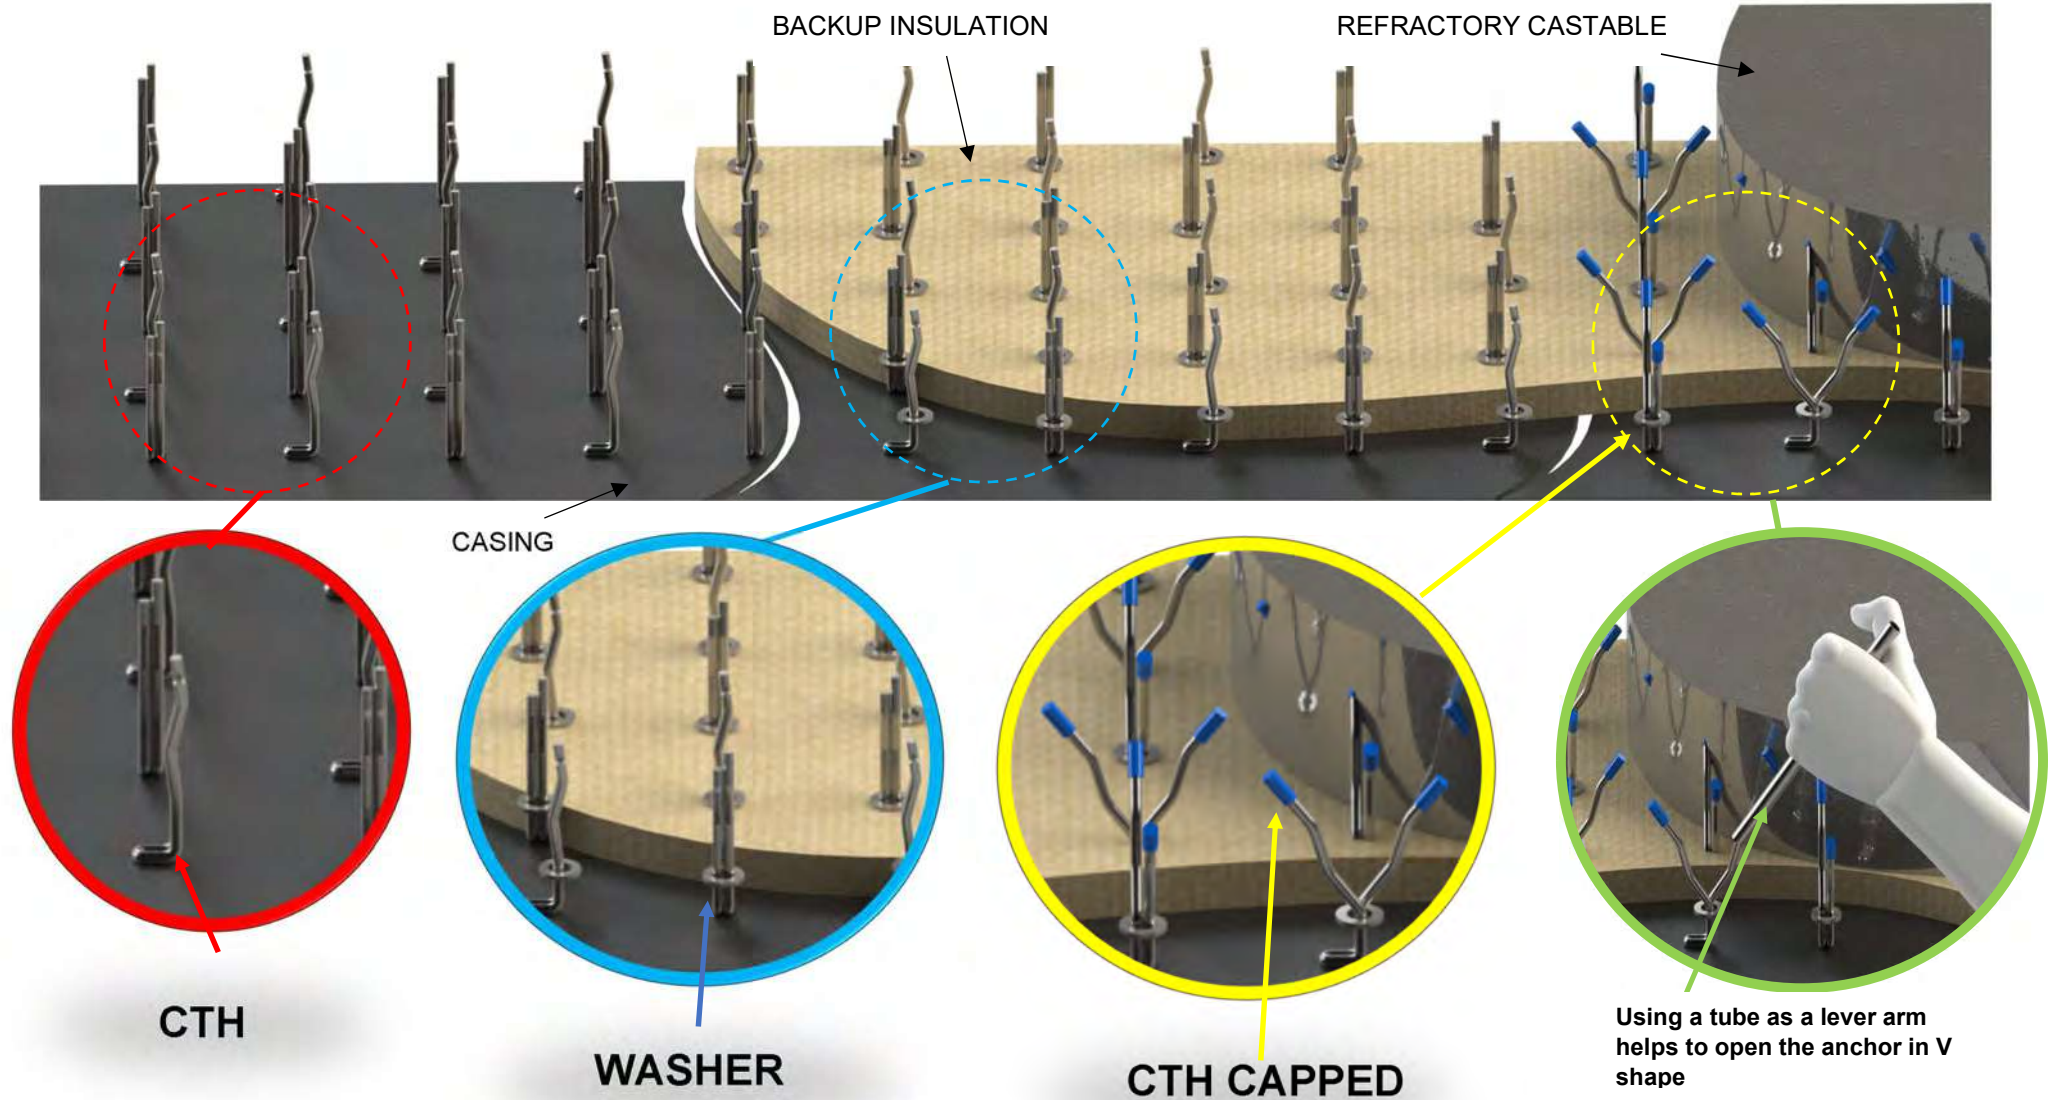 BACKUP INSULATION
REFRACTORY CASTABLE
CASING
CTH
WASHER
CTH CAPPED
Using a tube as a lever arm
helps to open the anchor in V
shape